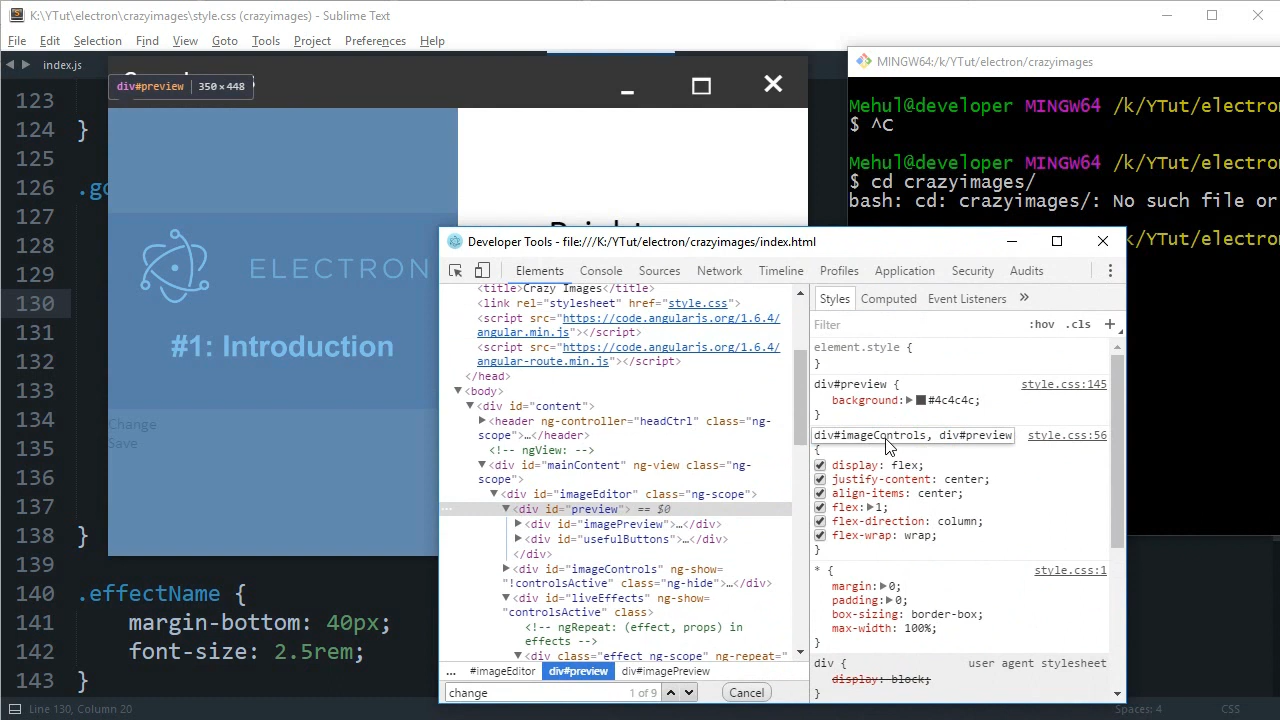 K:\YTut\electron\crazyimages\style.css (crazyimages) - Sublime Text
File Edit Selection Find View Goto Tools Project Preferences Help
index.js
MINGW64:/k/YTut/electron/crazyimages
div#preview 350×448
Mehul@developer MINGW64 /k/YTut/electron
$ ^C
Mehul@developer MINGW64 /k/YTut/electron
$ cd crazyimages/
bash: cd: crazyimages/: No such file or
123
124 }
125
126 .go
127
128
129
130
131
132
133
134
135
136
137
138 }
139
140 .effectName {
141 margin-bottom: 40px;
142 font-size: 2.5rem;
143 }
ELECTRON
#1: Introduction
Change
Save
Developer Tools - file:///K:/YTut/electron/crazyimages/index.html
Elements Console Sources Network Timeline Profiles Application Security Audits
<title>Crazy Images</title>
<link rel="stylesheet" href="style.css">
<script src="https://code.angularjs.org/1.6.4/
angular.min.js"></script>
<script src="https://code.angularjs.org/1.6.4/
angular-route.min.js"></script>
</head>
<body>
<div id="content">
<header ng-controller="headCtrl" class="ng-
scope">…</header>
<!-- ngView: -->
<div id="mainContent" ng-view class="ng-
scope">
<div id="imageEditor" class="ng-scope">
<div id="preview"> == $0
<div id="imagePreview">…</div>
<div id="usefulButtons">…</div>
</div>
<div id="imageControls" ng-show=
"!controlsActive" class="ng-hide">…</div>
<div id="liveEffects" ng-show=
"controlsActive" class>
<!-- ngRepeat: (effect, props) in
effects -->
<div class="effect ng-scope" ng-repeat="
... #imageEditor div#preview div#imagePreview
change 1 of 9 Cancel
Styles Computed Event Listeners »
Filter :hov .cls +
element.style {
}
div#preview { style.css:145
background: #4c4c4c;
}
div#imageControls, div#preview style.css:56
{
display: flex;
justify-content: center;
align-items: center;
flex: 1;
flex-direction: column;
flex-wrap: wrap;
}
* { style.css:1
margin: 0;
padding: 0;
box-sizing: border-box;
max-width: 100%;
}
div { user agent stylesheet
display: block;
}
Line 130, Column 20
Spaces: 4 CSS